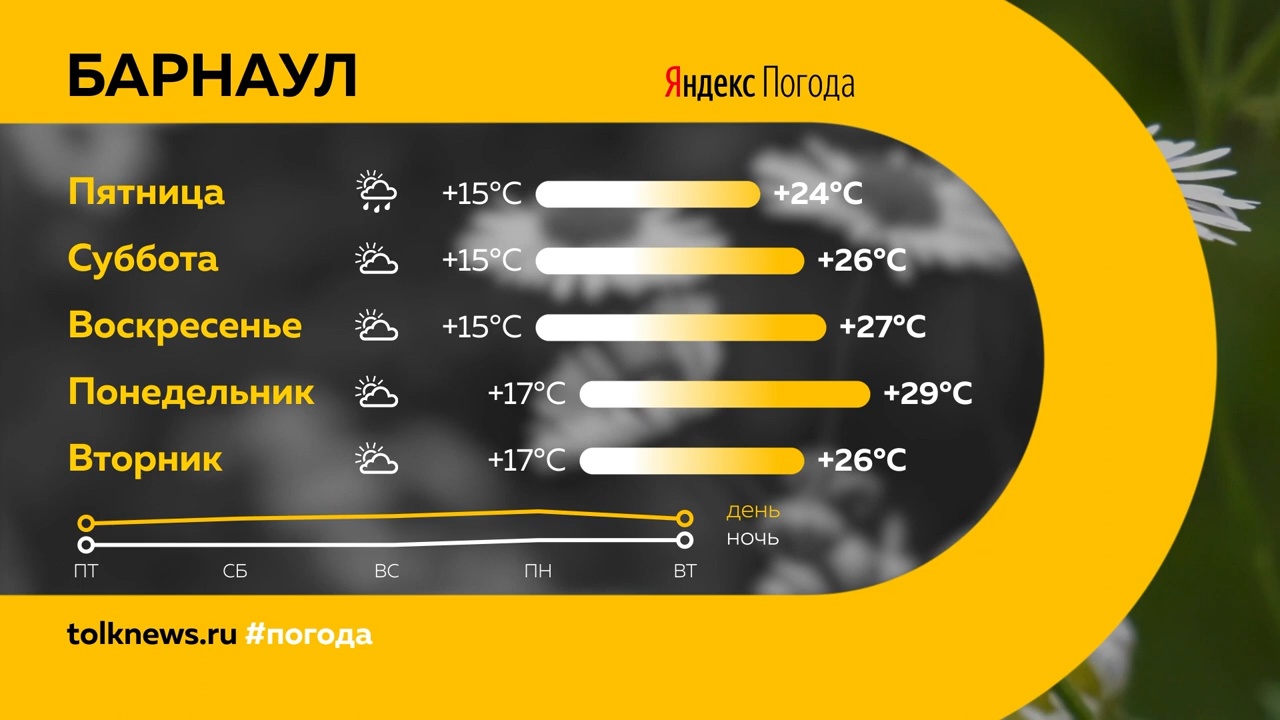 БАРНАУЛ
Яндекс Погода
Пятница +15°C +24°C
Суббота +15°C +26°C
Воскресенье +15°C +27°C
Понедельник +17°C +29°C
Вторник +17°C +26°C
день
ночь
ПТ СБ ВС ПН ВТ
tolknews.ru #погода